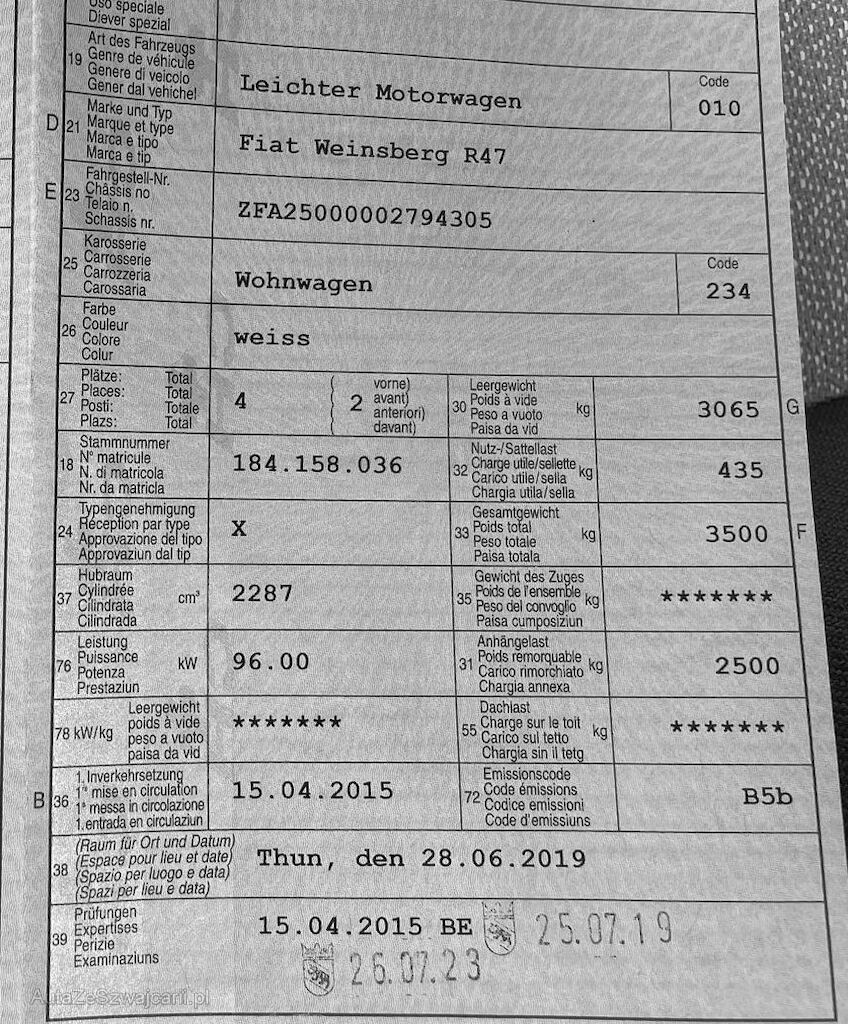 Uso speciale
Diever spezial
19
Art des Fahrzeugs
Genre de véhicule
Genere di veicolo
Gener dal vehichel
Leichter Motorwagen
Code
010
D
21
Marke und Typ
Marque et type
Marca e tipo
Marca e tip
Fiat Weinsberg R47
E
23
Fahrgestell-Nr.
Châssis no
Telaio n.
Schassis nr.
ZFA25000002794305
25
Karosserie
Carrosserie
Carrozzeria
Carossaria
Wohnwagen
Code
234
26
Farbe
Couleur
Colore
Colur
weiss
27
Plätze: Total
Places: Total
Posti: Totale
Plazs: Total
4
( 2 vorne)
( avant)
( anteriori)
( davant)
30
Leergewicht
Poids à vide
Peso a vuoto
Paisa da vid
kg
3065
G
18
Stammnummer
N° matricule
N. di matricola
Nr. da matricla
184.158.036
32
Nutz-/Sattellast
Charge utile/sellette
Carico utile/sella
Chargia utila/sella
kg
435
24
Typengenehmigung
Réception par type
Approvazione del tipo
Approvaziun dal tip
X
33
Gesamtgewicht
Poids total
Peso totale
Paisa totala
kg
3500
F
37
Hubraum
Cylindrée
Cilindrata
Cilindrada
cm³
2287
35
Gewicht des Zuges
Poids de l'ensemble
Peso del convoglio
Paisa cumposiziun
kg
*******
76
Leistung
Puissance
Potenza
Prestaziun
kW
96.00
31
Anhängelast
Poids remorquable
Carico rimorchiato
Chargia annexa
kg
2500
78 kW/kg
Leergewicht
poids à vide
peso a vuoto
paisa da vid
*******
55
Dachlast
Charge sur le toit
Carico sul tetto
Chargia sin il tetg
kg
*******
B
36
1. Inverkehrsetzung
1re mise en circulation
1a messa in circolazione
1. entrada en circulaziun
15.04.2015
72
Emissionscode
Code émissions
Codice emissioni
Code d'emissiuns
B5b
38
(Raum für Ort und Datum)
(Espace pour lieu et date)
(Spazio per luogo e data)
(Spazi per lieu e data)
Thun, den 28.06.2019
39
Prüfungen
Expertises
Perizie
Examinaziuns
15.04.2015 BE
25.07.19
26.07.23
AutaZeSzwajcarii.pl